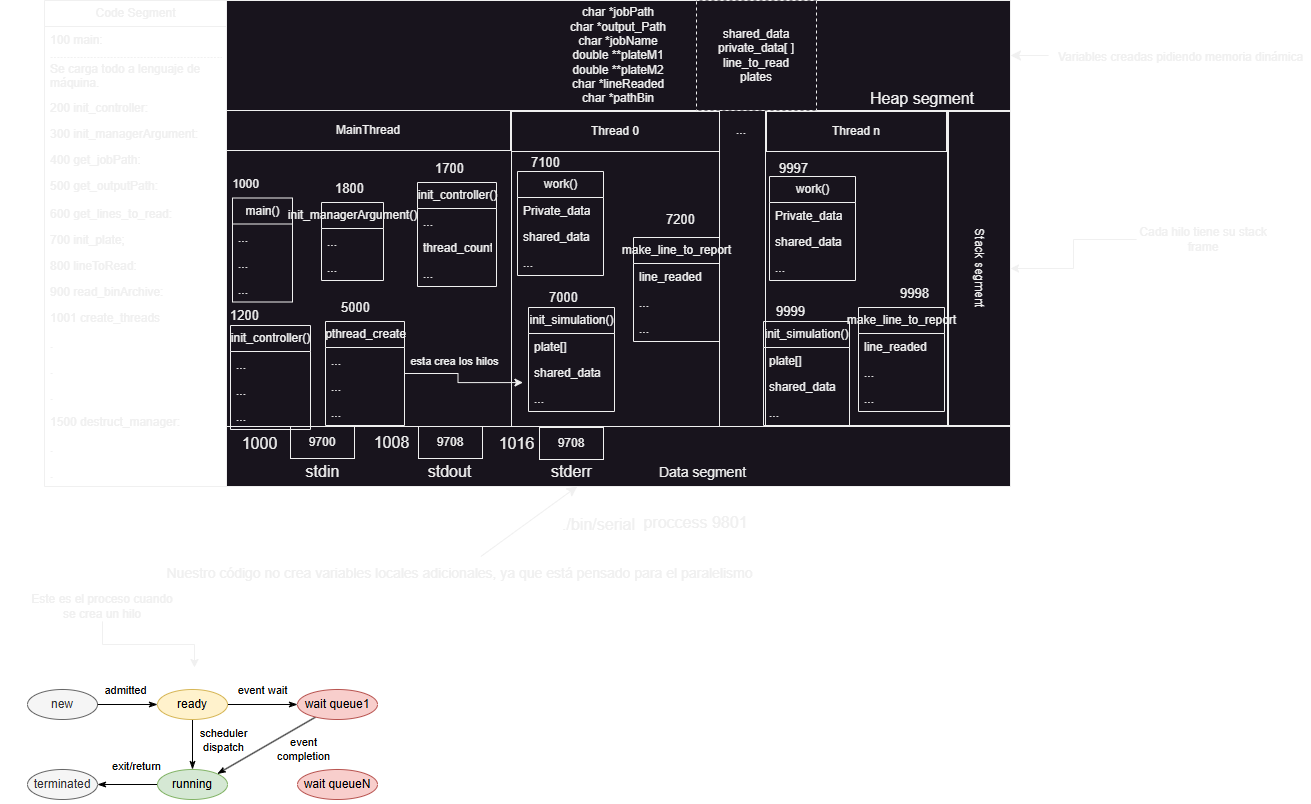 Code Segment
100 main:
Se carga todo a lenguaje de
máquina.
200 init_controller:
300 init_managerArgument:
400 get_jobPath:
500 get_outputPath:
600 get_lines_to_read:
700 init_plate;
800 lineToRead:
900 read_binArchive:
1001 create_threads
.
.
.
1500 destruct_manager:
.
char *jobPath
char *output_Path
char *jobName
double **plateM1
double **plateM2
char *lineReaded
char *pathBin
shared_data
private_data[ ]
line_to_read
plates
Heap segment
Variables creadas pidiendo memoria dinámica
MainThread
Thread 0
...
Thread n
1000
main()
...
...
...
1800
init_managerArgument()
...
...
1700
init_controller()
...
thread_count
...
1200
init_controller()
...
...
...
5000
pthread_create
...
...
...
esta crea los hilos
7100
work()
Private_data
shared_data
...
7200
make_line_to_report
line_readed
...
...
7000
init_simulation()
plate[]
shared_data
...
9997
work()
Private_data
shared_data
...
9999
init_simulation()
plate[]
shared_data
...
9998
make_line_to_report
line_readed
...
...
Stack segment
Cada hilo tiene su stack
frame
1000
9700
stdin
1008
9708
stdout
1016
9708
stderr
Data segment
./bin/serial proccess 9801
Nuestro código no crea variables locales adicionales, ya que está pensado para el paralelismo
Este es el proceso cuando
se crea un hilo
new
admitted
ready
event wait
wait queue1
scheduler
dispatch
event
completion
exit/return
terminated
running
wait queueN